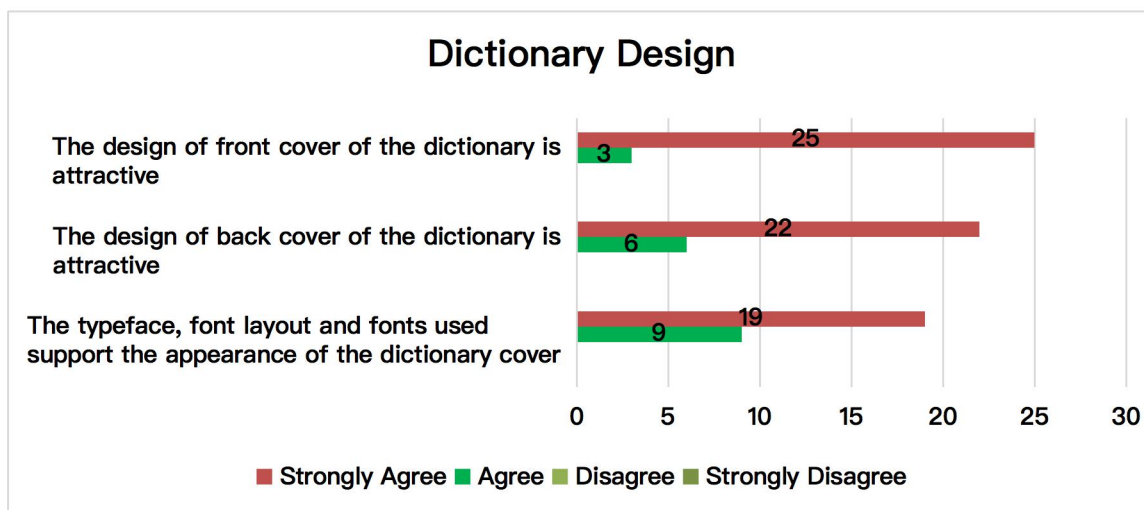 Dictionary Design
The design of front cover of the dictionary is
attractive
25
3
The design of back cover of the dictionary is
attractive
22
6
The typeface, font layout and fonts used
support the appearance of the dictionary cover
19
9
0 5 10 15 20 25 30
Strongly Agree Agree Disagree Strongly Disagree